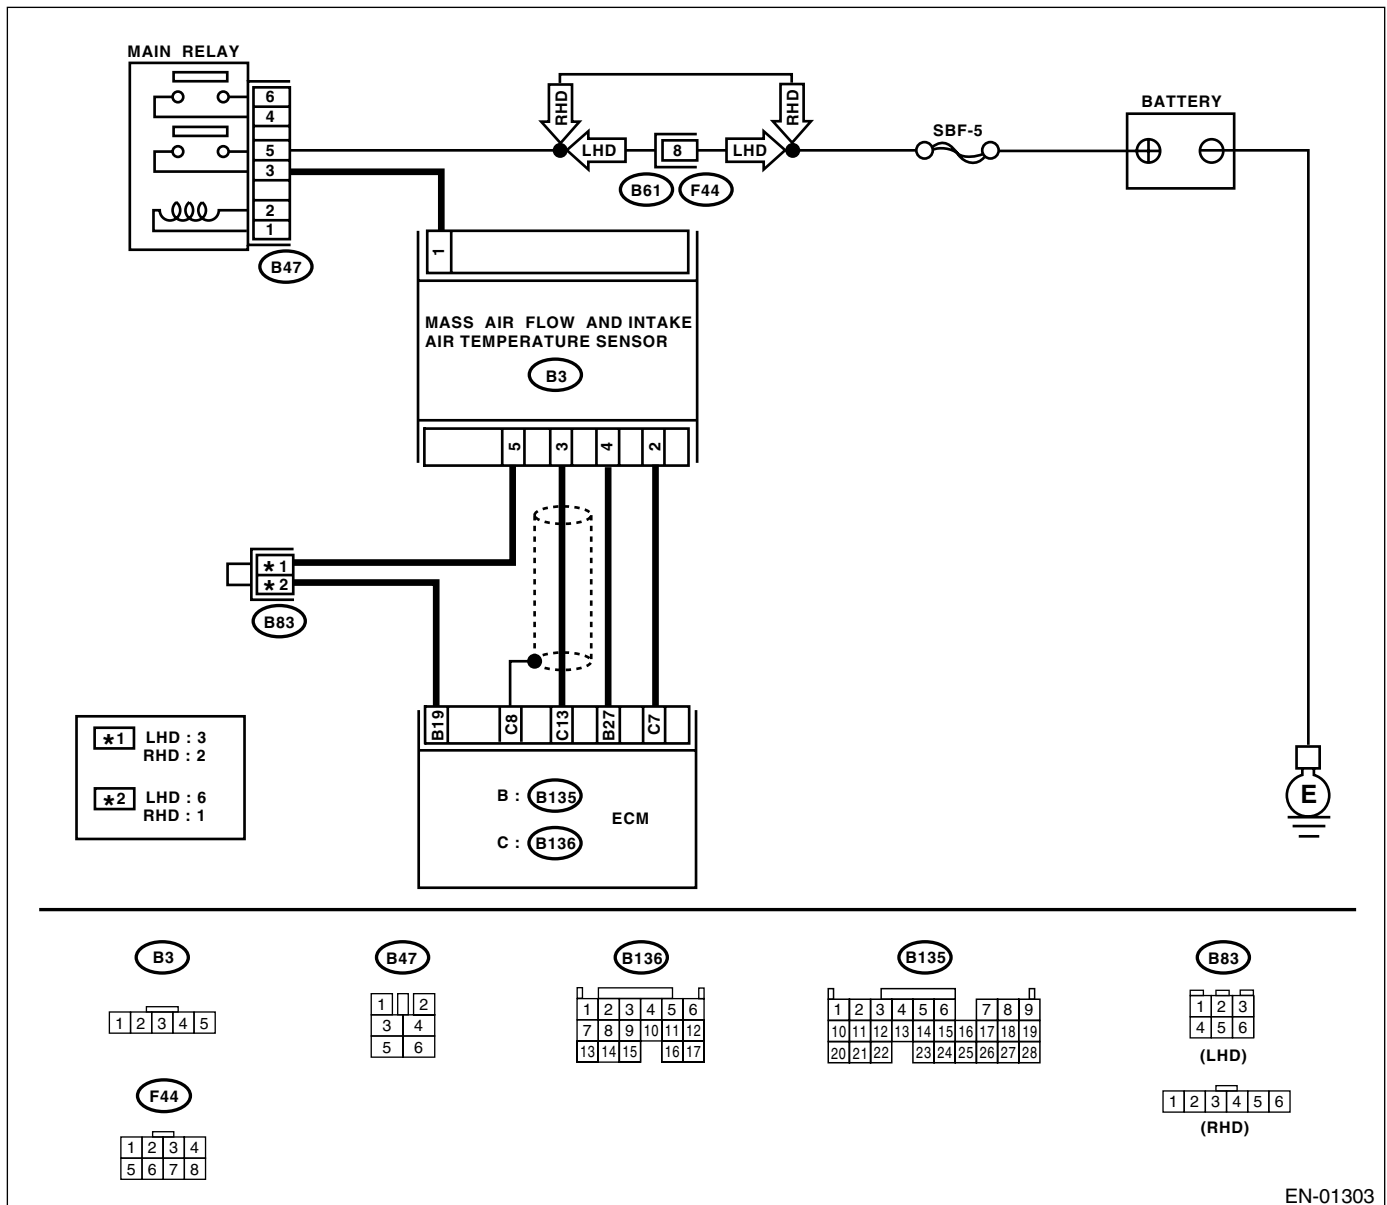 MAIN RELAY
6
4
5
3
2
1
B47
RHD
RHD
LHD
8
LHD
B61
F44
SBF-5
BATTERY
1
MASS AIR FLOW AND INTAKE
AIR TEMPERATURE SENSOR
B3
5
3
4
2
*1
*2
B83
B19
C8
C13
B27
C7
B : B135
ECM
C : B136
*1 LHD : 3
RHD : 2
*2 LHD : 6
RHD : 1
E
B3
1 2 3 4 5
B47
1 2
3 4
5 6
B136
1 2 3 4 5 6
7 8 9 10 11 12
13 14 15 16 17
B135
1 2 3 4 5 6 7 8 9
10 11 12 13 14 15 16 17 18 19
20 21 22 23 24 25 26 27 28
B83
1 2 3
4 5 6
(LHD)
1 2 3 4 5 6
(RHD)
F44
1 2 3 4
5 6 7 8
EN-01303